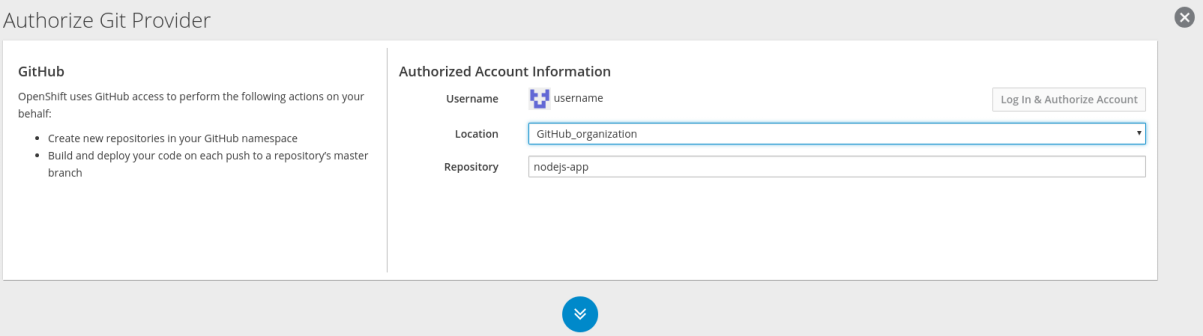 Authorize Git Provider
GitHub
OpenShift uses GitHub access to perform the following actions on your
behalf:
Create new repositories in your GitHub namespace
Build and deploy your code on each push to a repository's master
branch
Authorized Account Information
Username username Log In & Authorize Account
Location GitHub_organization
Repository nodejs-app